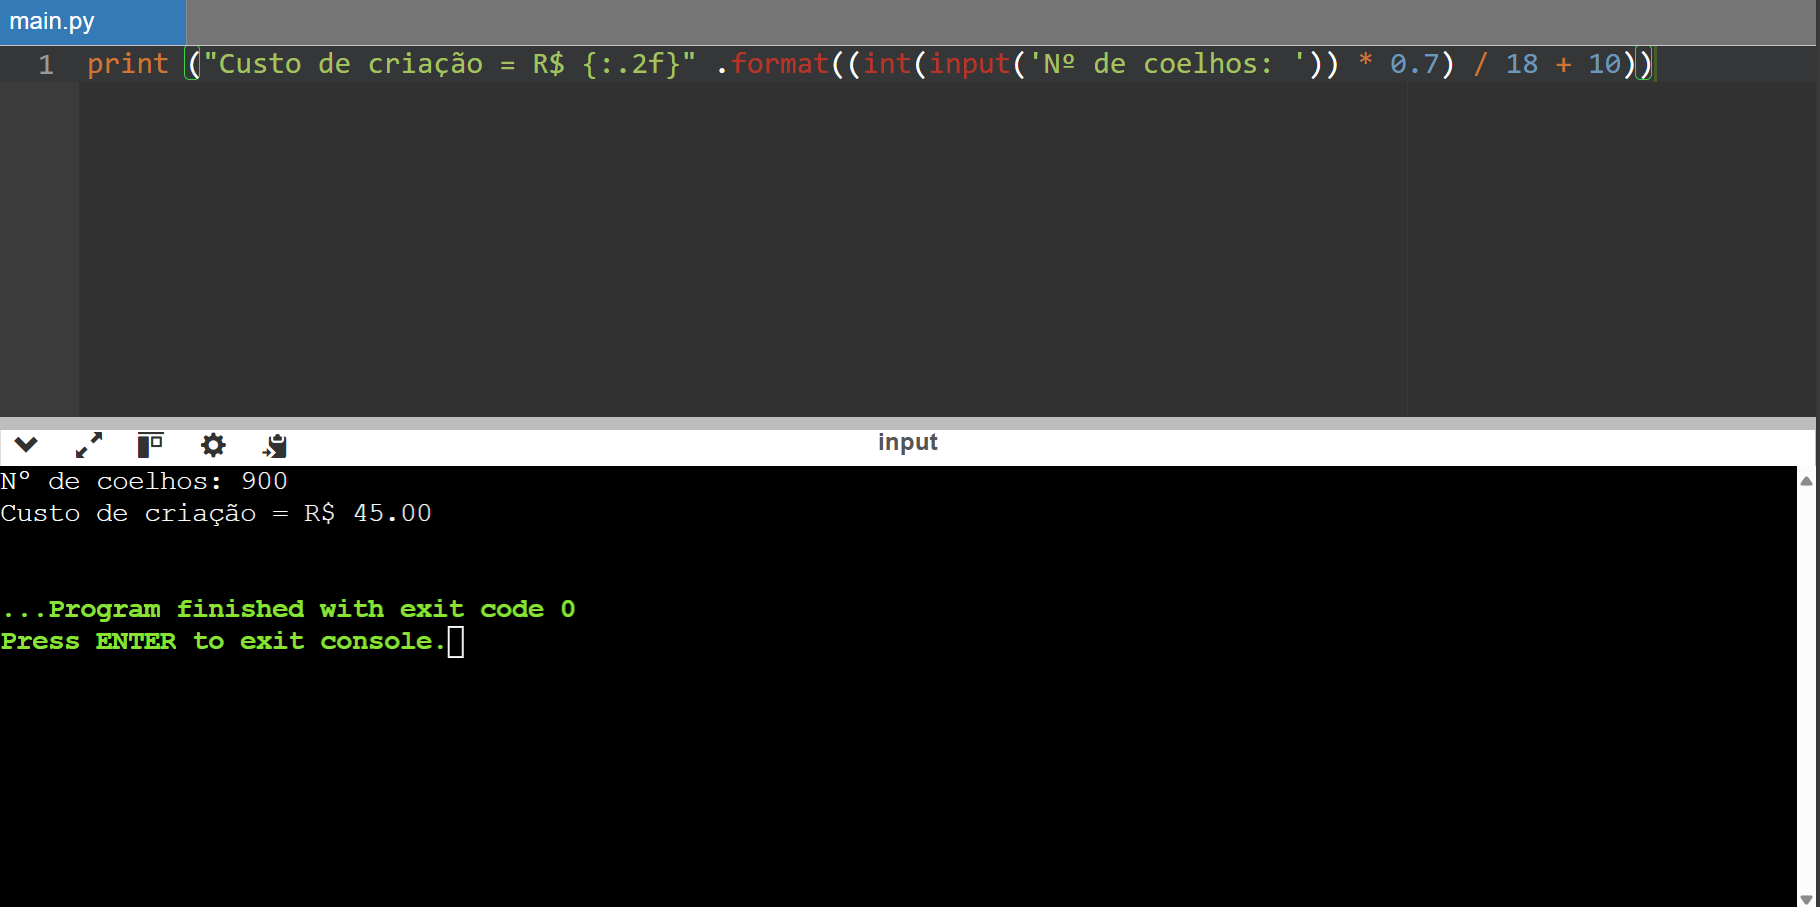 main.py
1 print ("Custo de criação = R$ {:.2f}" .format((int(input('Nº de coelhos: ')) * 0.7) / 18 + 10))
input
Nº de coelhos: 900
Custo de criação = R$ 45.00
...Program finished with exit code 0
Press ENTER to exit console.